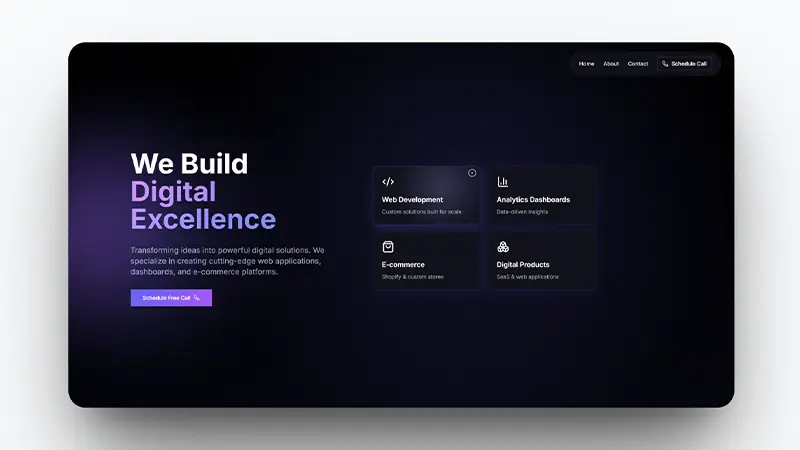 Home About Contact Schedule Call
We Build
Digital
Excellence
Transforming ideas into powerful digital solutions. We
specialize in creating cutting-edge web applications,
dashboards, and e-commerce platforms.
Schedule Free Call
Web Development
Custom solutions built for scale
Analytics Dashboards
Data-driven insights
E-commerce
Shopify & custom stores
Digital Products
SaaS & web applications